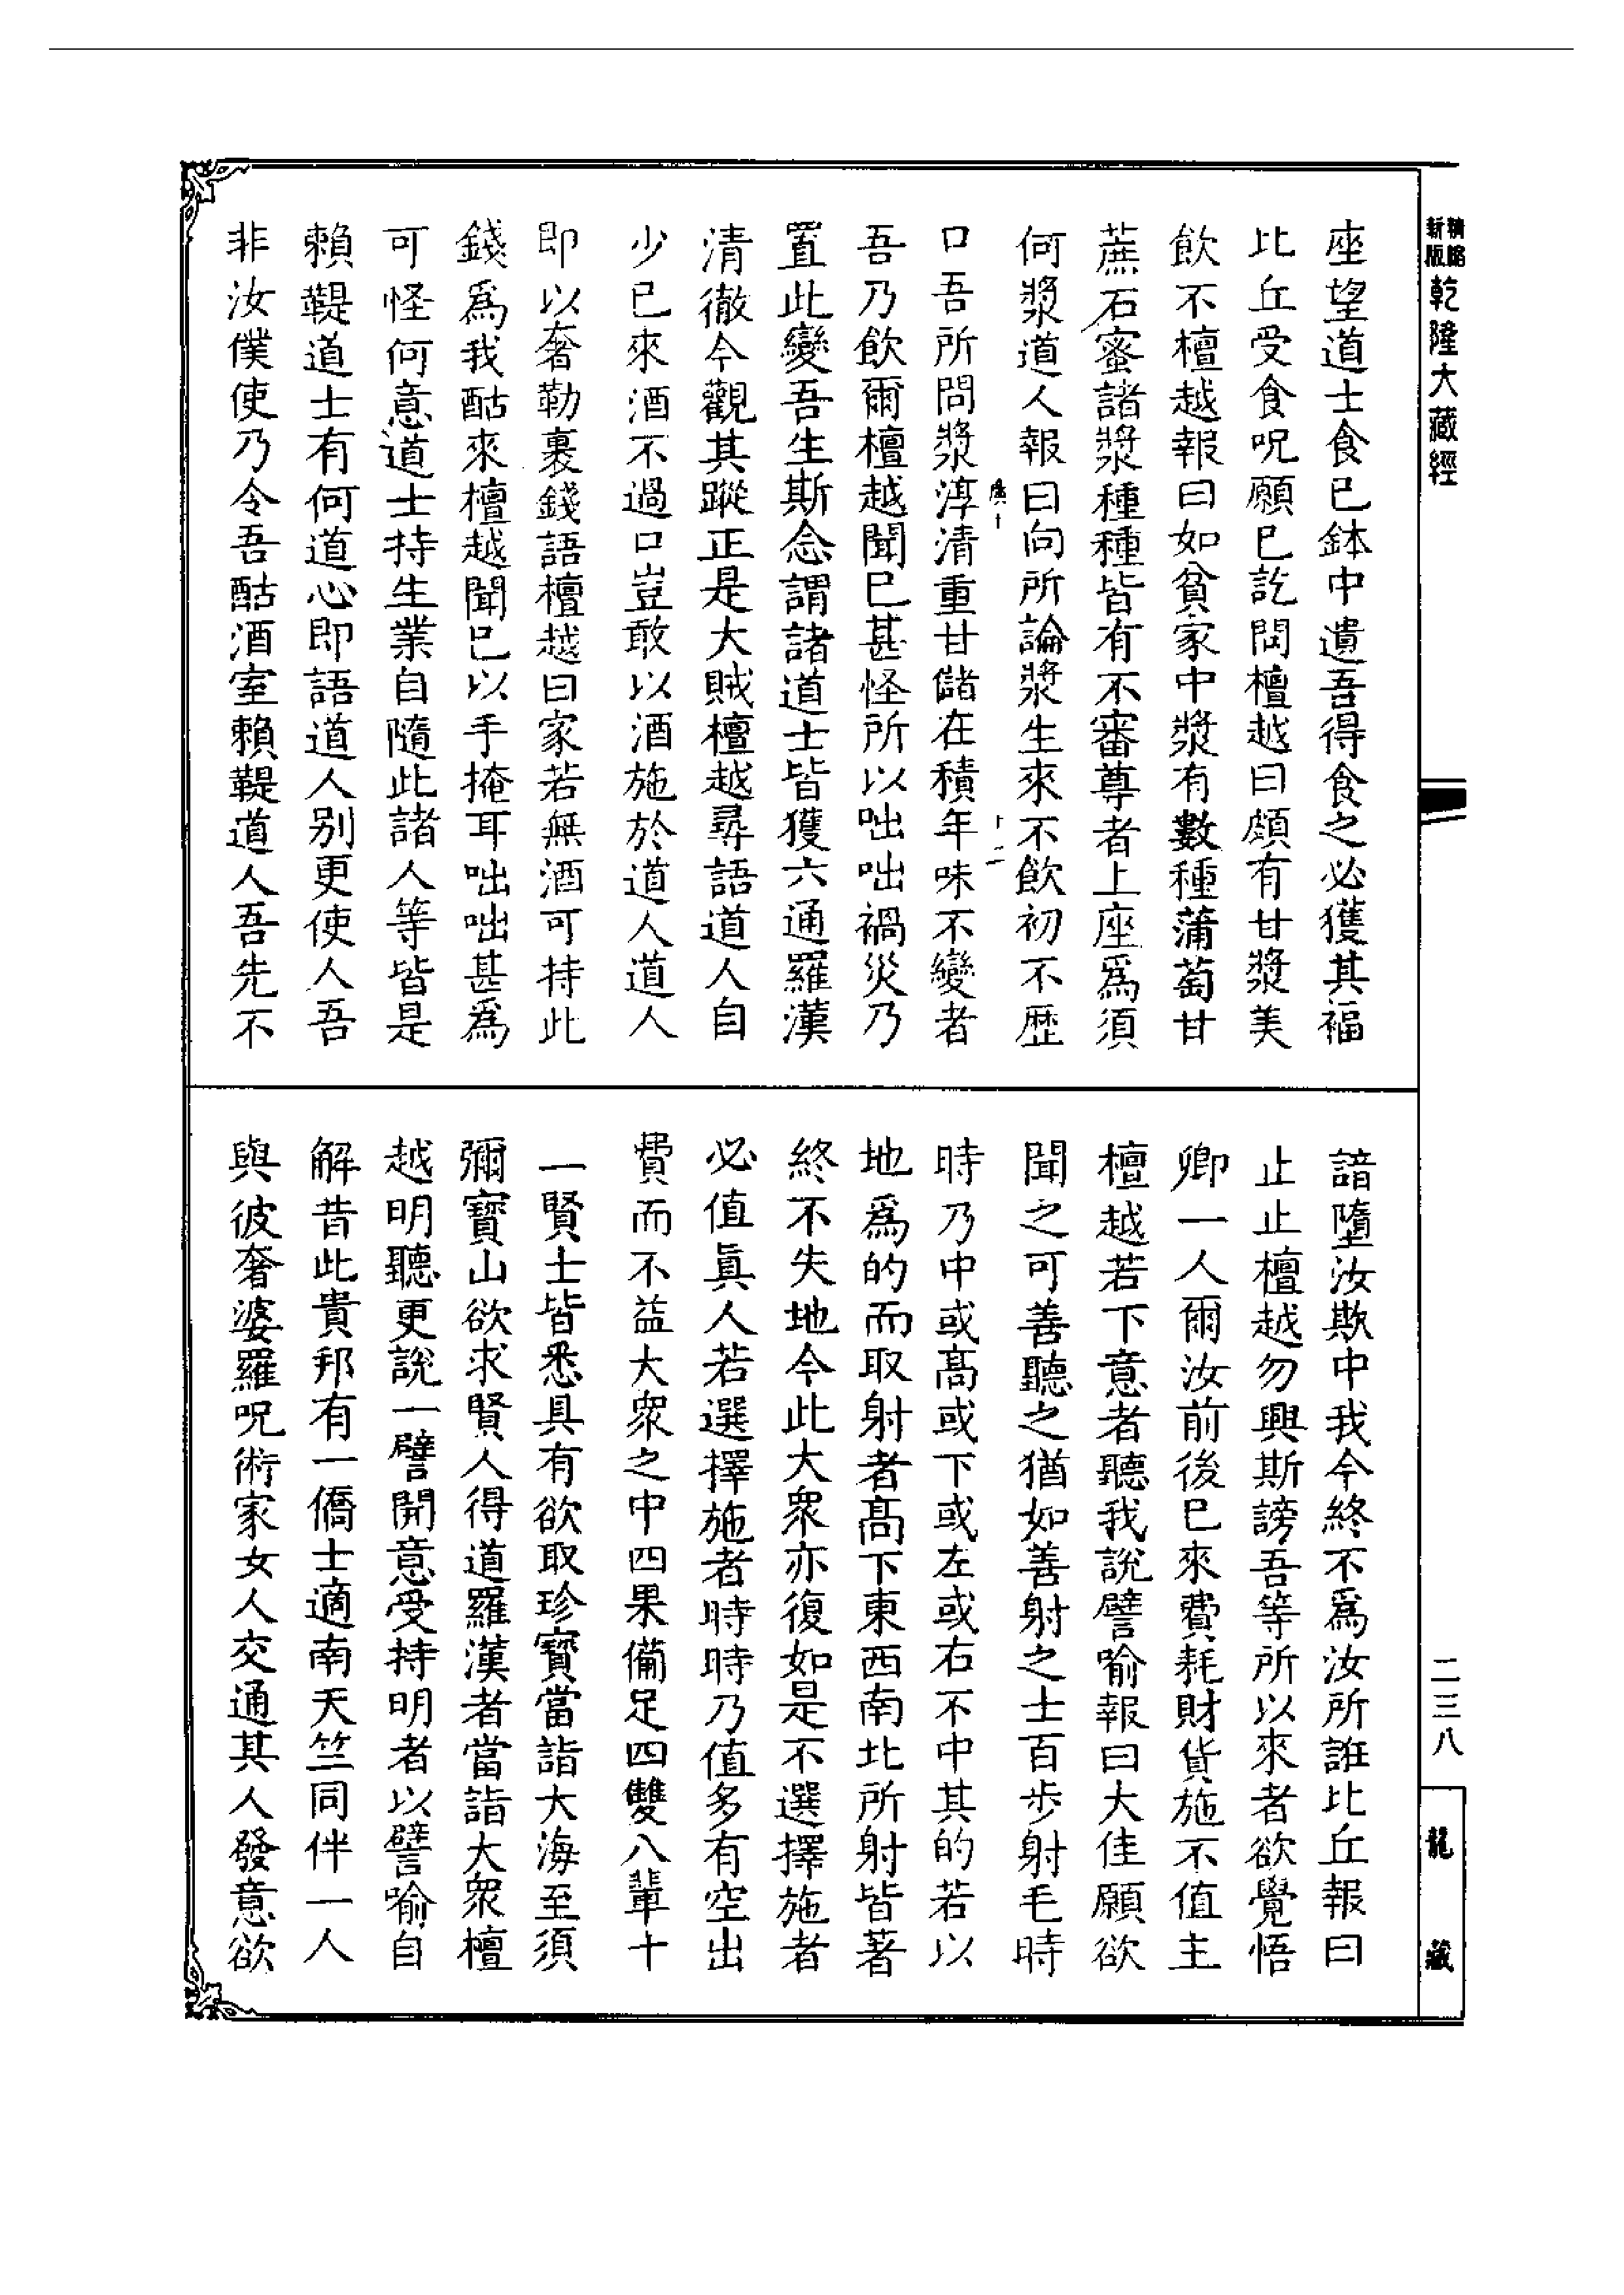 精縮
新版
乾隆大藏經
座望道士食已鉢中遺吾得食之必獲其福
比丘受食呪願已訖問檀越曰頗有甘漿美
飲不檀越報曰如貧家中漿有數種蒲萄甘
蔗石蜜諸漿種種皆有不審尊者上座為須
何漿道人報曰向所論漿生來不飲初不歷
口吾所問漿淳清重甘儲在積年味不變者
吾乃飲爾檀越聞已甚怪所以咄咄禍災乃
置此變吾生斯念謂諸道士皆獲六通羅漢
清徹今觀其蹤正是大賊檀越尋語道人自
少已來酒不過口豈敢以酒施於道人道人
即以奢勒裹錢語檀越曰家若無酒可持此
錢為我酤來檀越聞已以手掩耳咄咄甚為
可怪何意道士持生業自隨此諸人等皆是
賴鞮道士有何道心即語道人別更使人吾
非汝僕使乃令吾酤酒室賴鞮道人吾先不
諳墮汝欺中我今終不為汝所誑比丘報曰
止止檀越勿興斯謗吾等所以來者欲覺悟
卿一人爾汝前後已來費耗財貨施不值主
檀越若下意者聽我說譬喻報曰大佳願欲
聞之可善聽之猶如善射之士百步射毛時
時乃中或高或下或左或右不中其的若以
地為的而取射者高下東西南北所射皆著
終不失地今此大眾亦復如是不選擇施者
必值真人若選擇施者時時乃值多有空出
費而不益大眾之中四果備足四雙八輩十
一賢士皆悉具有欲取珍寶當詣大海至須
彌寶山欲求賢人得道羅漢者當詣大眾檀
越明聽更說一譬開意受持明者以譬喻自
解昔此貴邦有一僑士適南天竺同伴一人
與彼奢婆羅呪術家女人交通其人發意欲
二三八
龍藏